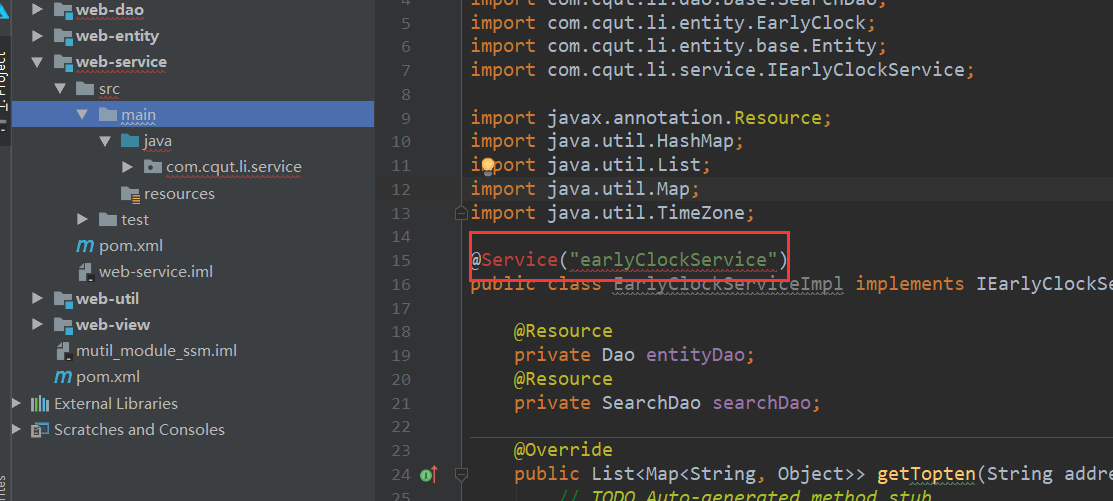 web-dao
web-entity
web-service
src
main
java
com.cqut.li.service
resources
test
pom.xml
web-service.iml
web-util
web-view
mutil_module_ssm.iml
pom.xml
External Libraries
Scratches and Consoles
Project
4 import com.cqut.li.dao.base.SearchDao;
5 import com.cqut.li.entity.EarlyClock;
6 import com.cqut.li.entity.base.Entity;
7 import com.cqut.li.service.IEarlyClockService;
8
9 import javax.annotation.Resource;
10 import java.util.HashMap;
11 import java.util.List;
12 import java.util.Map;
13 import java.util.TimeZone;
14
15 @Service("earlyClockService")
16 public class EarlyClockServiceImpl implements IEarlyClockSe
17
18 @Resource
19 private Dao entityDao;
20 @Resource
21 private SearchDao searchDao;
22
23 @Override
24 public List<Map<String, Object>> getTopten(String addre
25 // TODO Auto-generated method stub